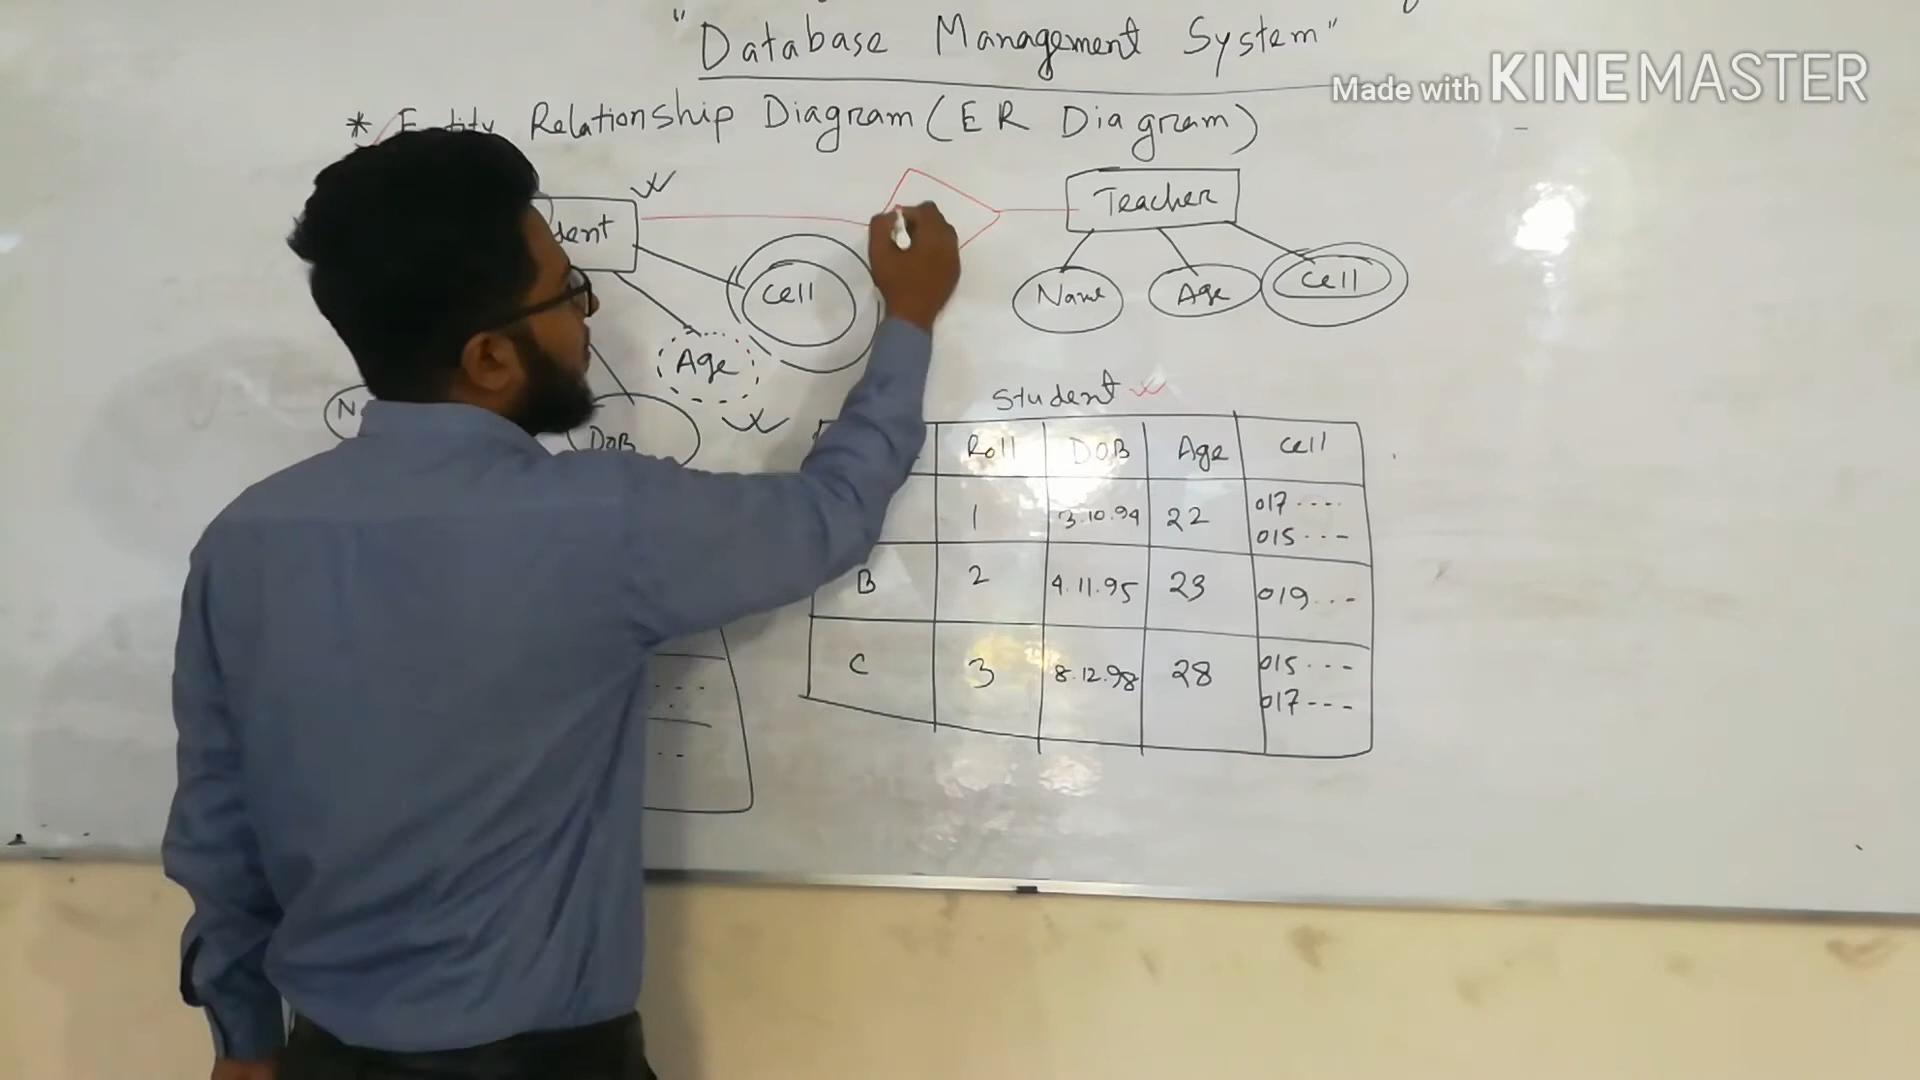 "Database Management System"
Made with KINEMASTER
* Entity Relationship Diagram (ER Diagram)
dent
Teacher
Cell
Name
Age
Cell
Age
DOB
Student
Roll
DOB
Age
Cell
1
3.10.94
22
017 ----
015 ---
B
2
4.11.95
23
019 ---
C
3
8.12.98
28
015 ---
017 ---